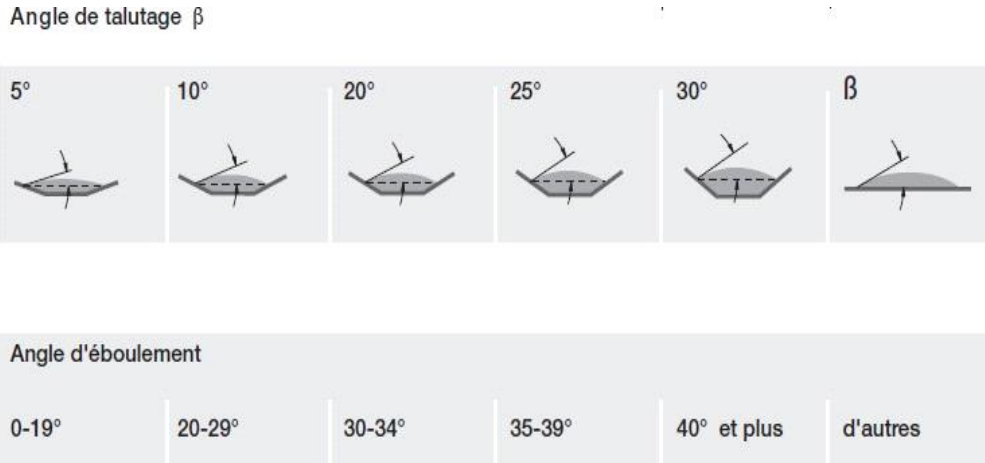 Angle de talutage β
5° 10° 20° 25° 30° β
Angle d'éboulement
0-19° 20-29° 30-34° 35-39° 40° et plus d'autres